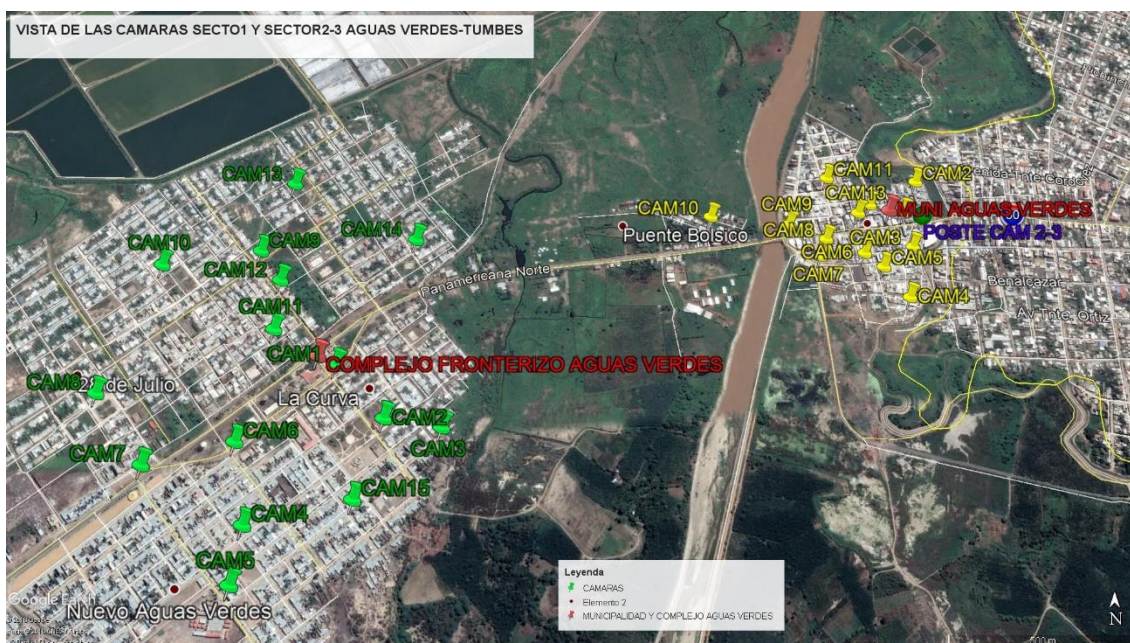 VISTA DE LAS CAMARAS SECTO1 Y SECTOR2-3 AGUAS VERDES-TUMBES
CAM13
CAM14
CAM10
CAM9
CAM12
CAM11
CAM1
COMPLEJO FRONTERIZO AGUAS VERDES
CAM8
28 de Julio
La Curva
CAM2
CAM3
CAM6
CAM7
CAM15
CAM4
CAM5
Nuevo Aguas Verdes
Panamericana Norte
CAM10
Puente Bolsico
CAM11
CAM2
CAM13
CAM9
MUNI AGUAS VERDES
CAM8
CAM3
POSTE CAM 2-3
CAM6
CAM5
CAM7
CAM4
Benalcazar
AV Tnte. Ortiz
Leyenda
CAMARAS
Elemento 2
MUNICIPALIDAD Y COMPLEJO AGUAS VERDES
Google Earth
N
500 m